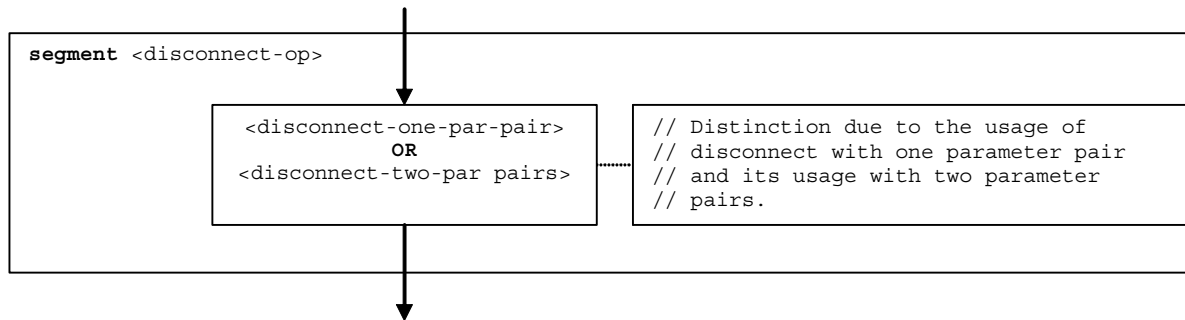 segment <disconnect-op>
<disconnect-one-par-pair>
OR
<disconnect-two-par pairs>
// Distinction due to the usage of
// disconnect with one parameter pair
// and its usage with two parameter
// pairs.